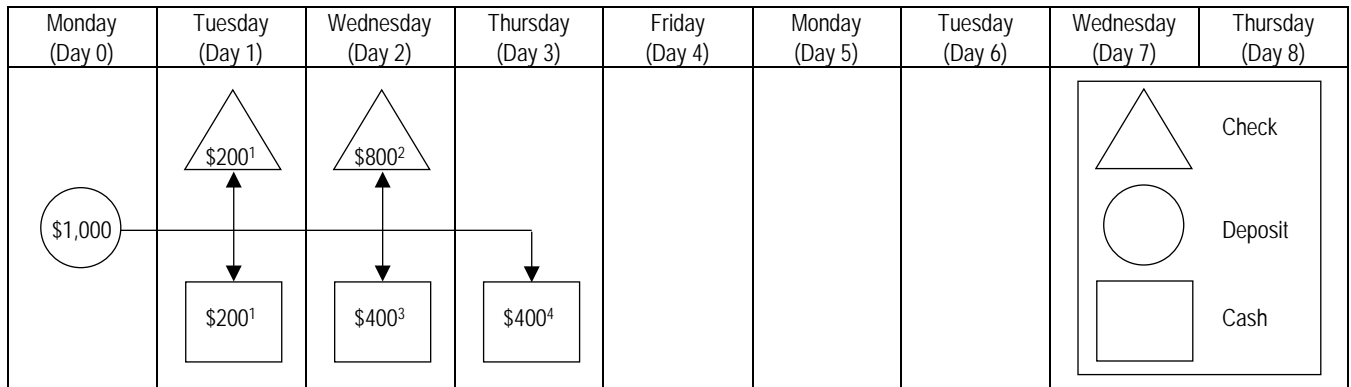 Monday Tuesday Wednesday Thursday Friday Monday Tuesday Wednesday Thursday
(Day 0) (Day 1) (Day 2) (Day 3) (Day 4) (Day 5) (Day 6) (Day 7) (Day 8)
Check
$200¹ $800²
$1,000 Deposit
$200¹ $400³ $400⁴ Cash